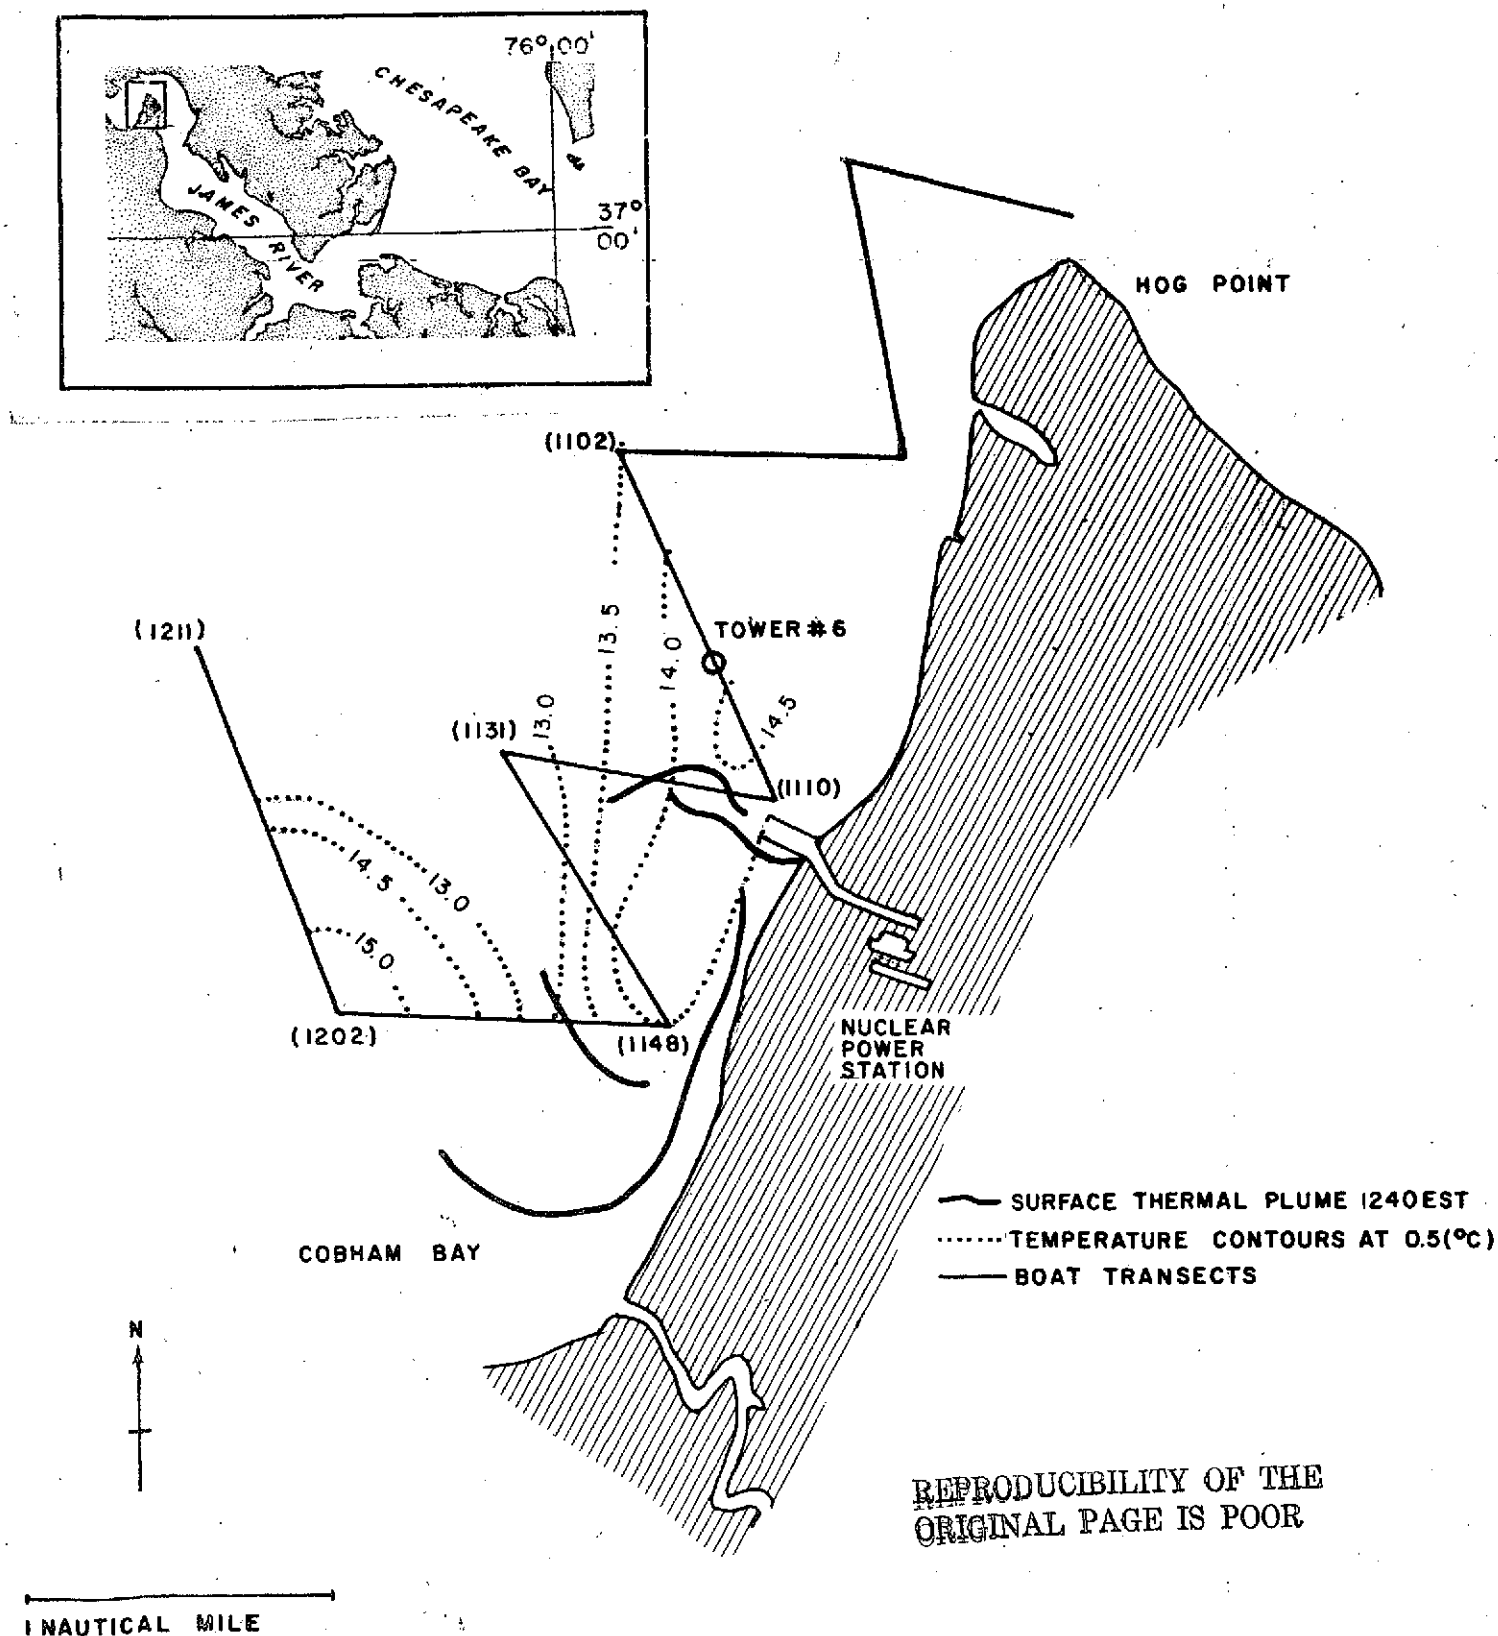 76°00'
CHESAPEAKE BAY
JAMES RIVER
37°
00'
HOG POINT
(1102)
(1211)
TOWER #6
13.5
14.0
14.5
13.0
(1131)
(1110)
14.5
13.0
15.0
(1202)
(1148)
NUCLEAR
POWER
STATION
SURFACE THERMAL PLUME 1240EST
TEMPERATURE CONTOURS AT 0.5(°C)
BOAT TRANSECTS
COBHAM BAY
N
REPRODUCIBILITY OF THE
ORIGINAL PAGE IS POOR
1 NAUTICAL MILE